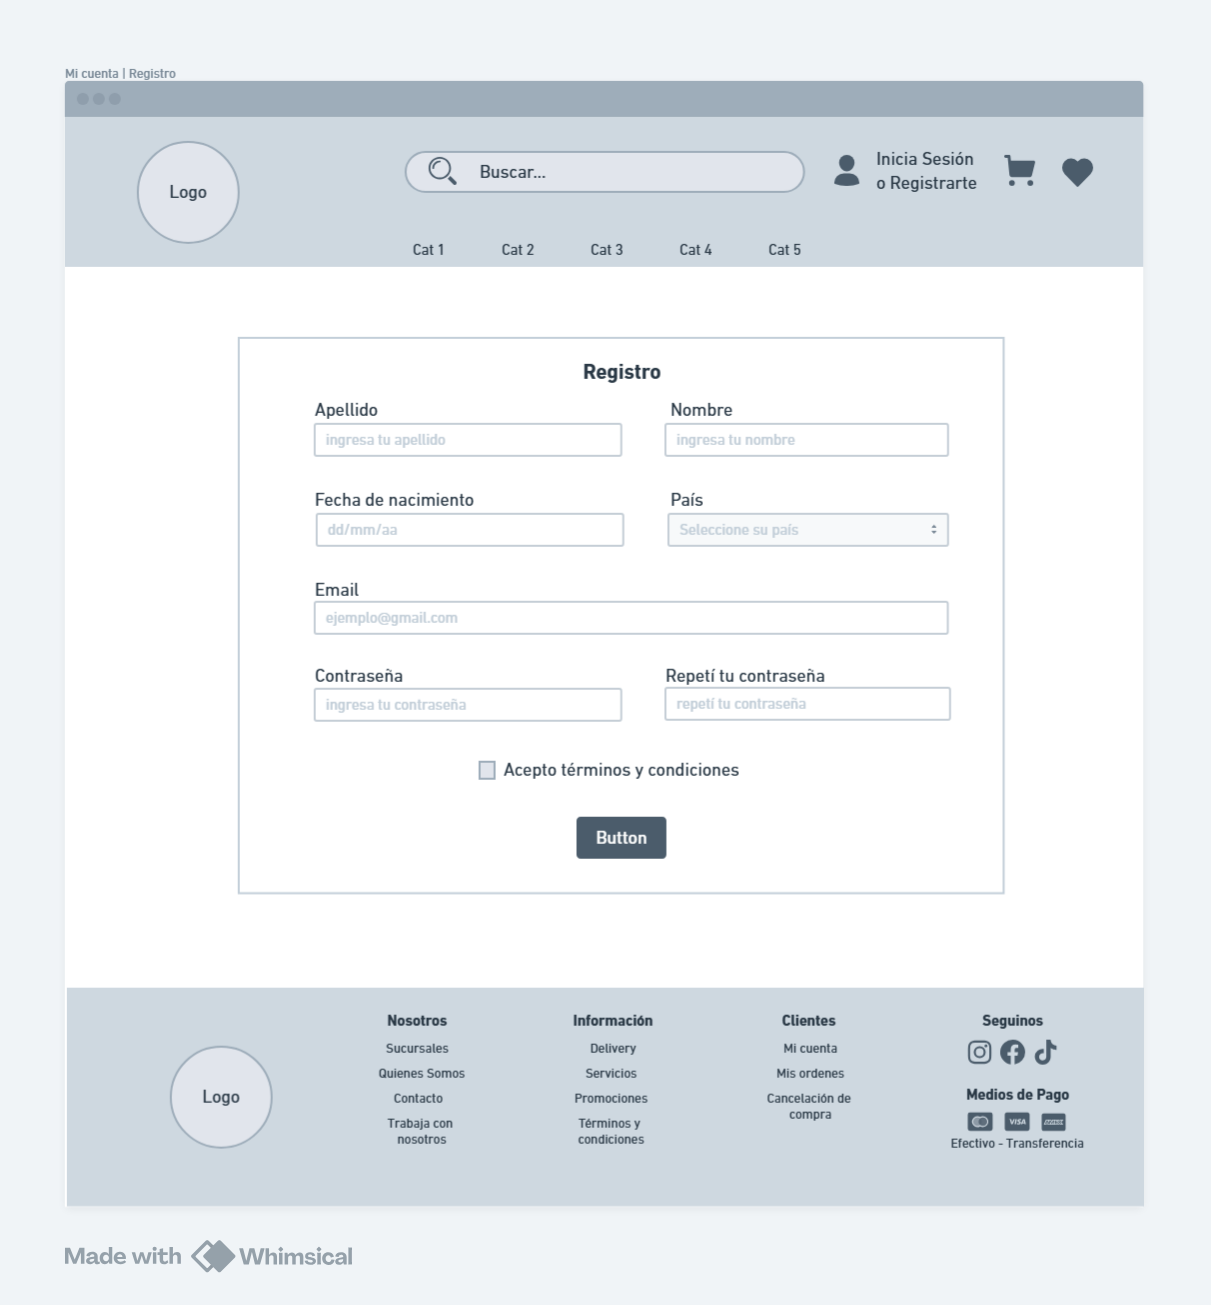 Mi cuenta | Registro
Logo
Buscar...
Inicia Sesión
o Registrarte
Cat 1
Cat 2
Cat 3
Cat 4
Cat 5
Registro
Apellido
ingresa tu apellido
Nombre
ingresa tu nombre
Fecha de nacimiento
dd/mm/aa
País
Seleccione su país
Email
ejemplo@gmail.com
Contraseña
ingresa tu contraseña
Repetí tu contraseña
repetí tu contraseña
Acepto términos y condiciones
Button
Logo
Nosotros
Sucursales
Quienes Somos
Contacto
Trabaja con
nosotros
Información
Delivery
Servicios
Promociones
Términos y
condiciones
Clientes
Mi cuenta
Mis ordenes
Cancelación de
compra
Seguinos
Medios de Pago
VISA
Efectivo - Transferencia
Made with Whimsical